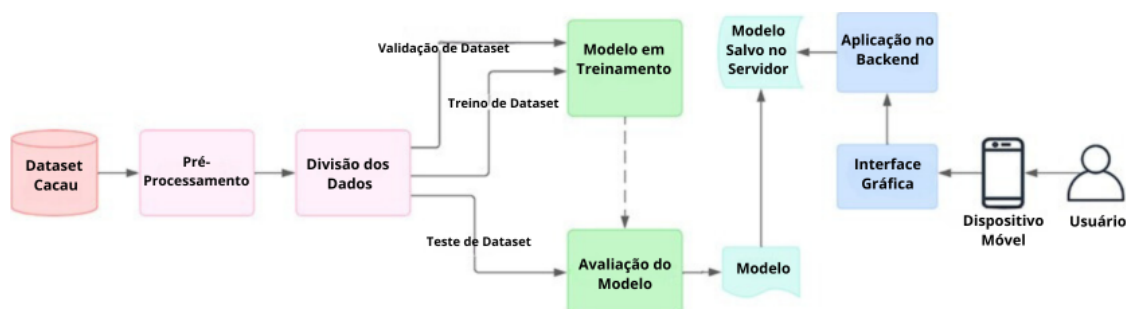 Dataset
Cacau
Pré-
Processamento
Divisão dos
Dados
Validação de Dataset
Treino de Dataset
Teste de Dataset
Modelo em
Treinamento
Avaliação do
Modelo
Modelo
Modelo
Salvo no
Servidor
Aplicação no
Backend
Interface
Gráfica
Dispositivo
Móvel
Usuário